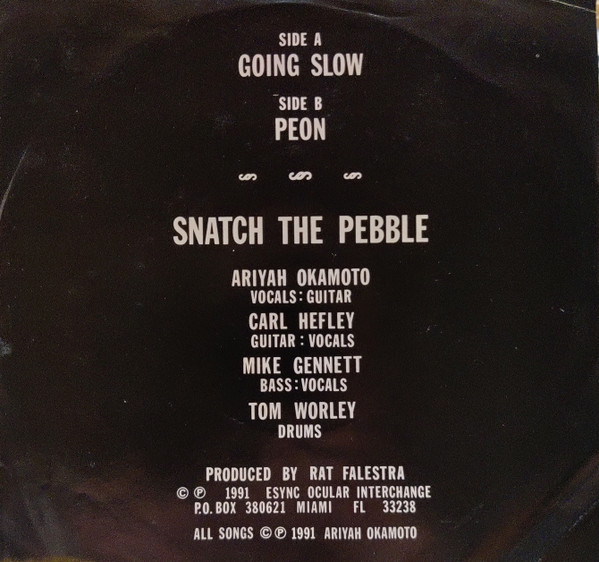 SIDE A
GOING SLOW
SIDE B
PEON
§ § §
SNATCH THE PEBBLE
ARIYAH OKAMOTO
VOCALS: GUITAR
CARL HEFLEY
GUITAR : VOCALS
MIKE GENNETT
BASS: VOCALS
TOM WORLEY
DRUMS
PRODUCED BY RAT FALESTRA
© ℗ 1991 ESYNC OCULAR INTERCHANGE
P.O. BOX 380621 MIAMI FL 33238
ALL SONGS © ℗ 1991 ARIYAH OKAMOTO